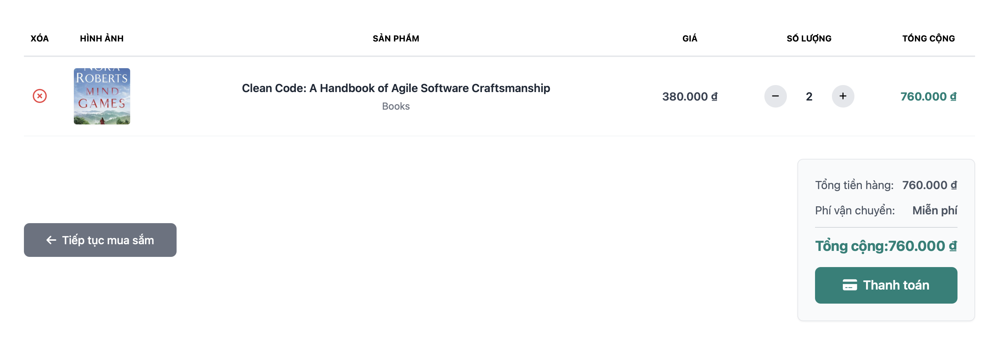 XÓA
HÌNH ẢNH
SẢN PHẨM
GIÁ
SỐ LƯỢNG
TỔNG CỘNG
NORA
ROBERTS
MIND
GAMES
Clean Code: A Handbook of Agile Software Craftsmanship
Books
380.000 ₫
2
760.000 ₫
Tổng tiền hàng: 760.000 ₫
Phí vận chuyển: Miễn phí
Tổng cộng:760.000 ₫
Thanh toán
Tiếp tục mua sắm